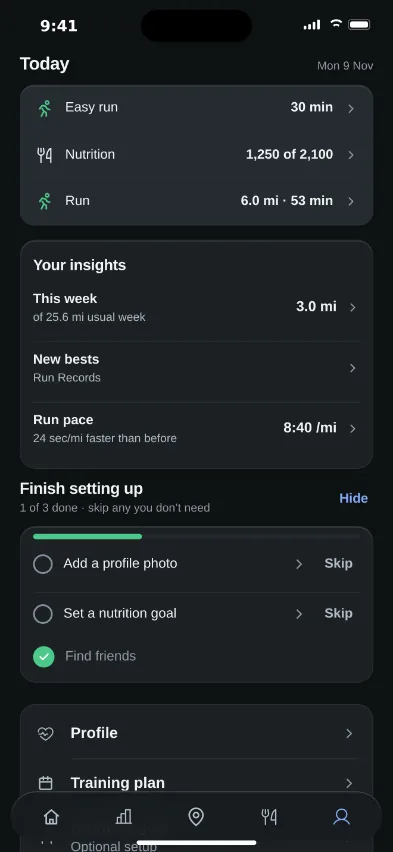 9:41
Today
Mon 9 Nov
Easy run
30 min
Nutrition
1,250 of 2,100
Run
6.0 mi · 53 min
Your insights
This week
of 25.6 mi usual week
3.0 mi
New bests
Run Records
Run pace
24 sec/mi faster than before
8:40 /mi
Finish setting up
1 of 3 done · skip any you don't need
Hide
Add a profile photo
Skip
Set a nutrition goal
Skip
Find friends
Profile
Training plan
Optional setup